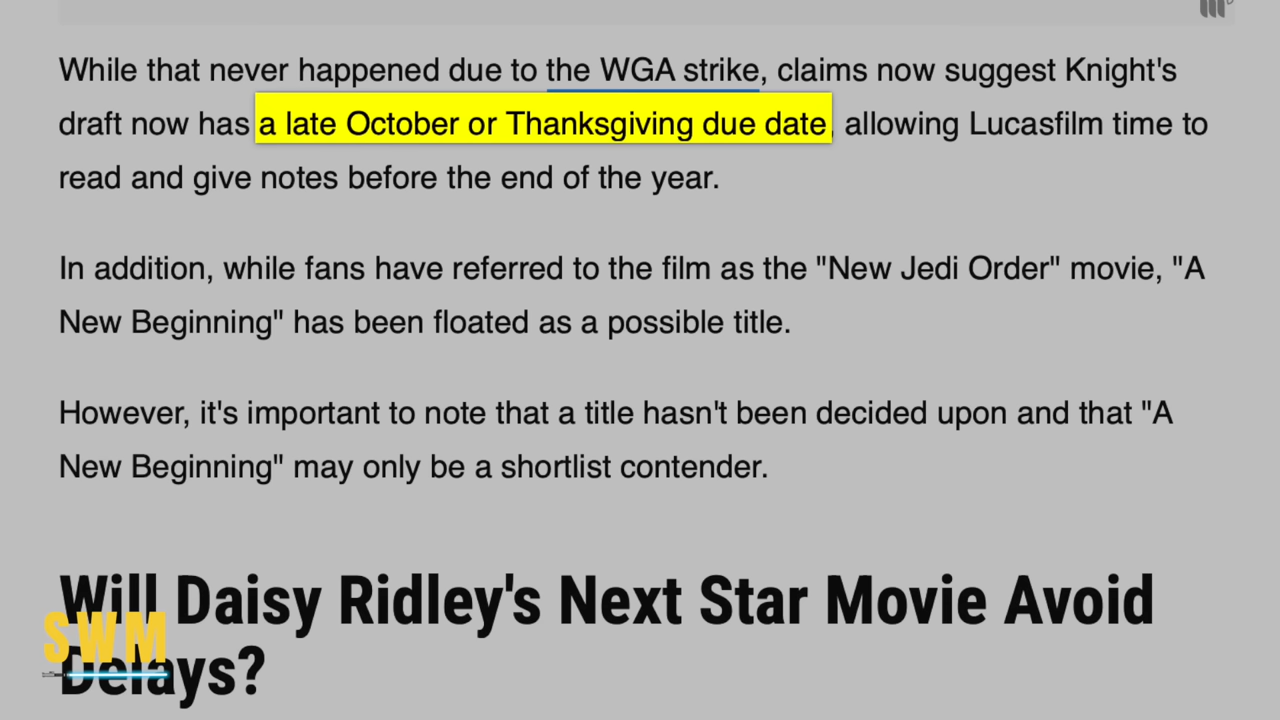 While that never happened due to the WGA strike, claims now suggest Knight's
draft now has a late October or Thanksgiving due date, allowing Lucasfilm time to
read and give notes before the end of the year.
In addition, while fans have referred to the film as the "New Jedi Order" movie, "A
New Beginning" has been floated as a possible title.
However, it's important to note that a title hasn't been decided upon and that "A
New Beginning" may only be a shortlist contender.
Will Daisy Ridley's Next Star Movie Avoid
SWM
Delays?